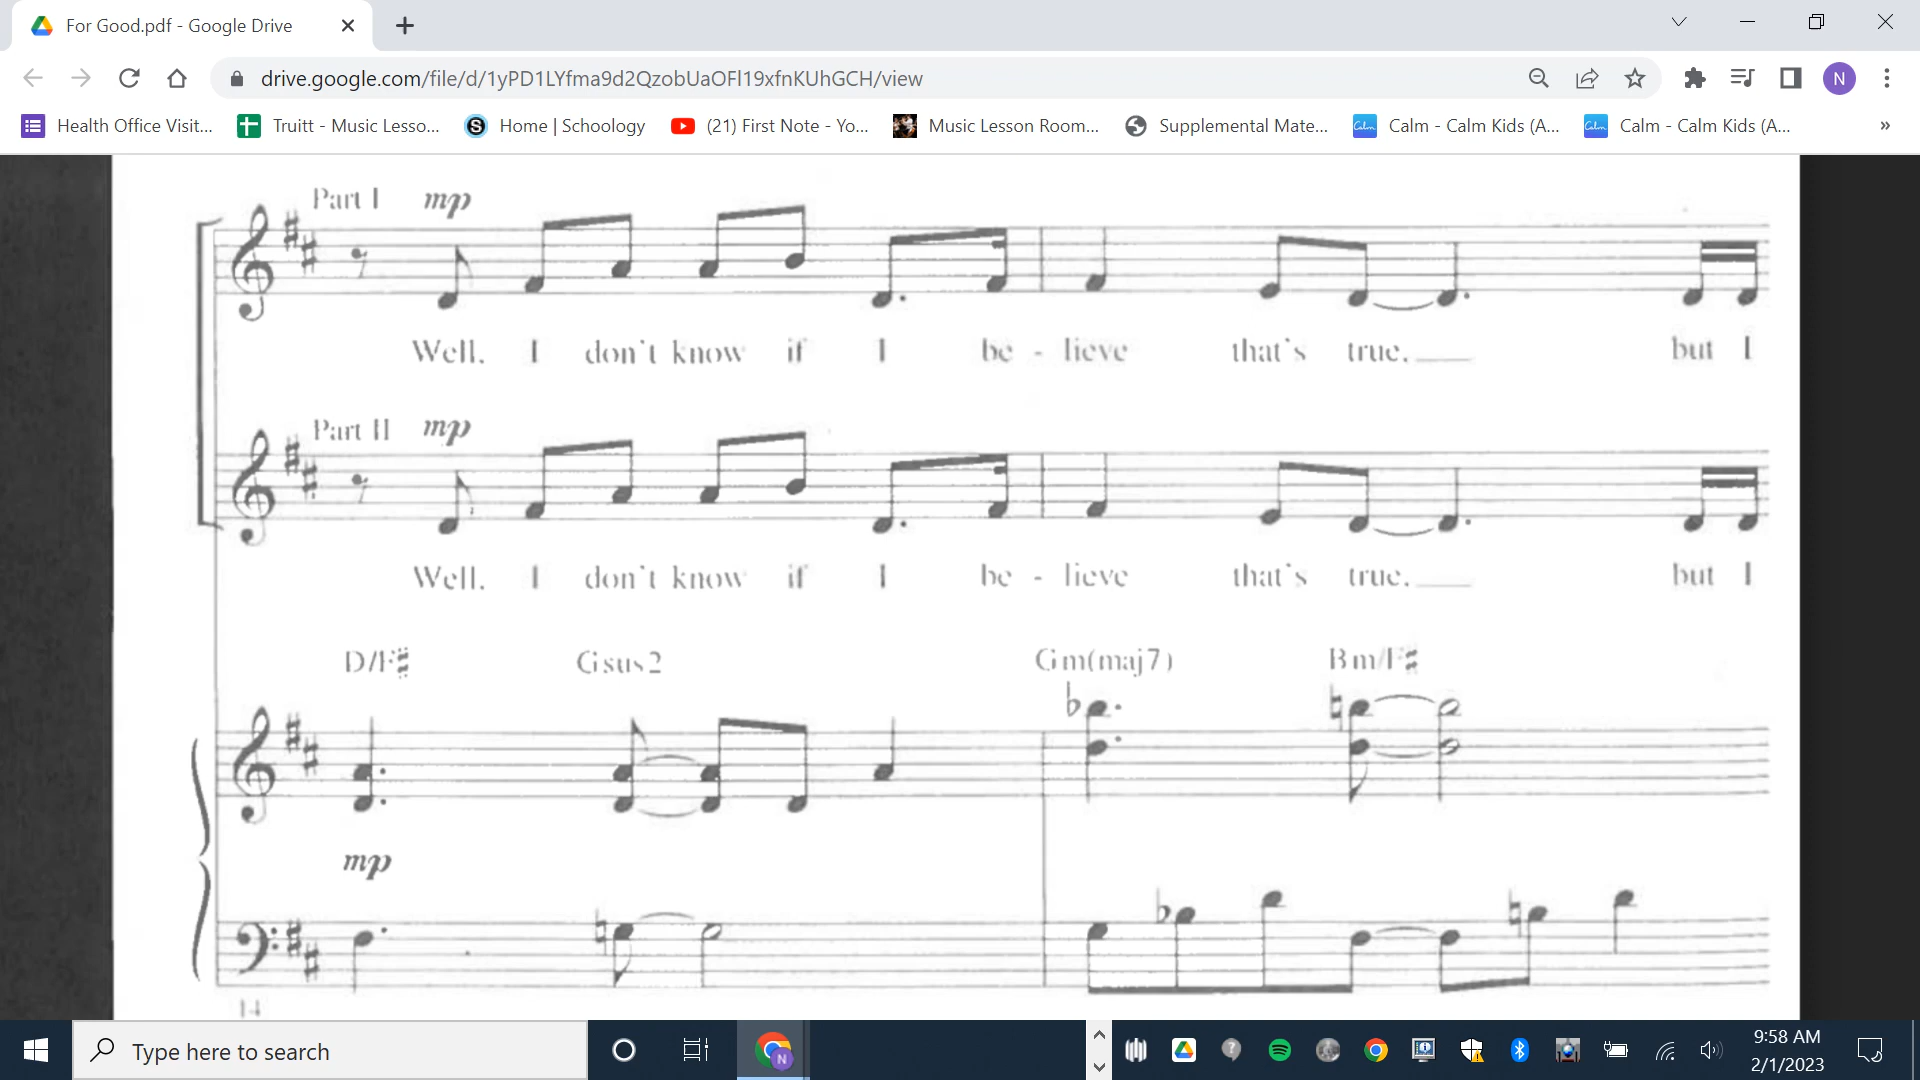 For Good.pdf - Google Drive
drive.google.com/file/d/1yPD1LYfma9d2QzobUaOFl19xfnKUhGCH/view
N
Health Office Visit... Truitt - Music Lesso... Home | Schoology (21) First Note - Yo... Music Lesson Room... Supplemental Mate... Calm - Calm Kids (A... Calm - Calm Kids (A... »
Part I mp
Well, I don't know if I be - lieve that's true, but I
Part II mp
Well, I don't know if I be - lieve that's true, but I
D/F♯ Gsus2 Gm(maj7) Bm/F♯
mp
14
Type here to search
9:58 AM
2/1/2023